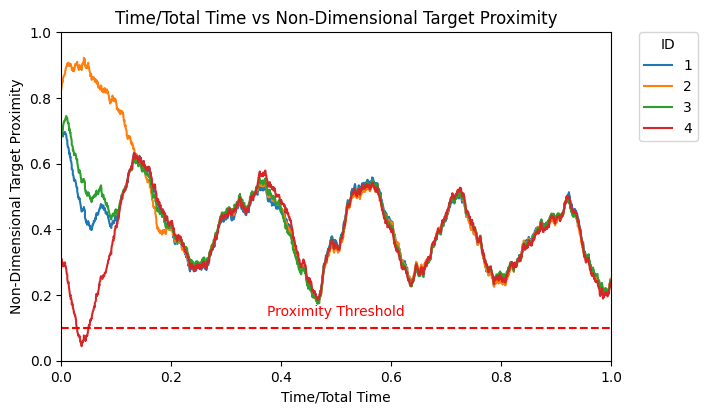 Time/Total Time vs Non-Dimensional Target Proximity
Non-Dimensional Target Proximity
1.0
0.8
0.6
0.4
0.2
0.0
Proximity Threshold
0.0 0.2 0.4 0.6 0.8 1.0
Time/Total Time
ID
1
2
3
4